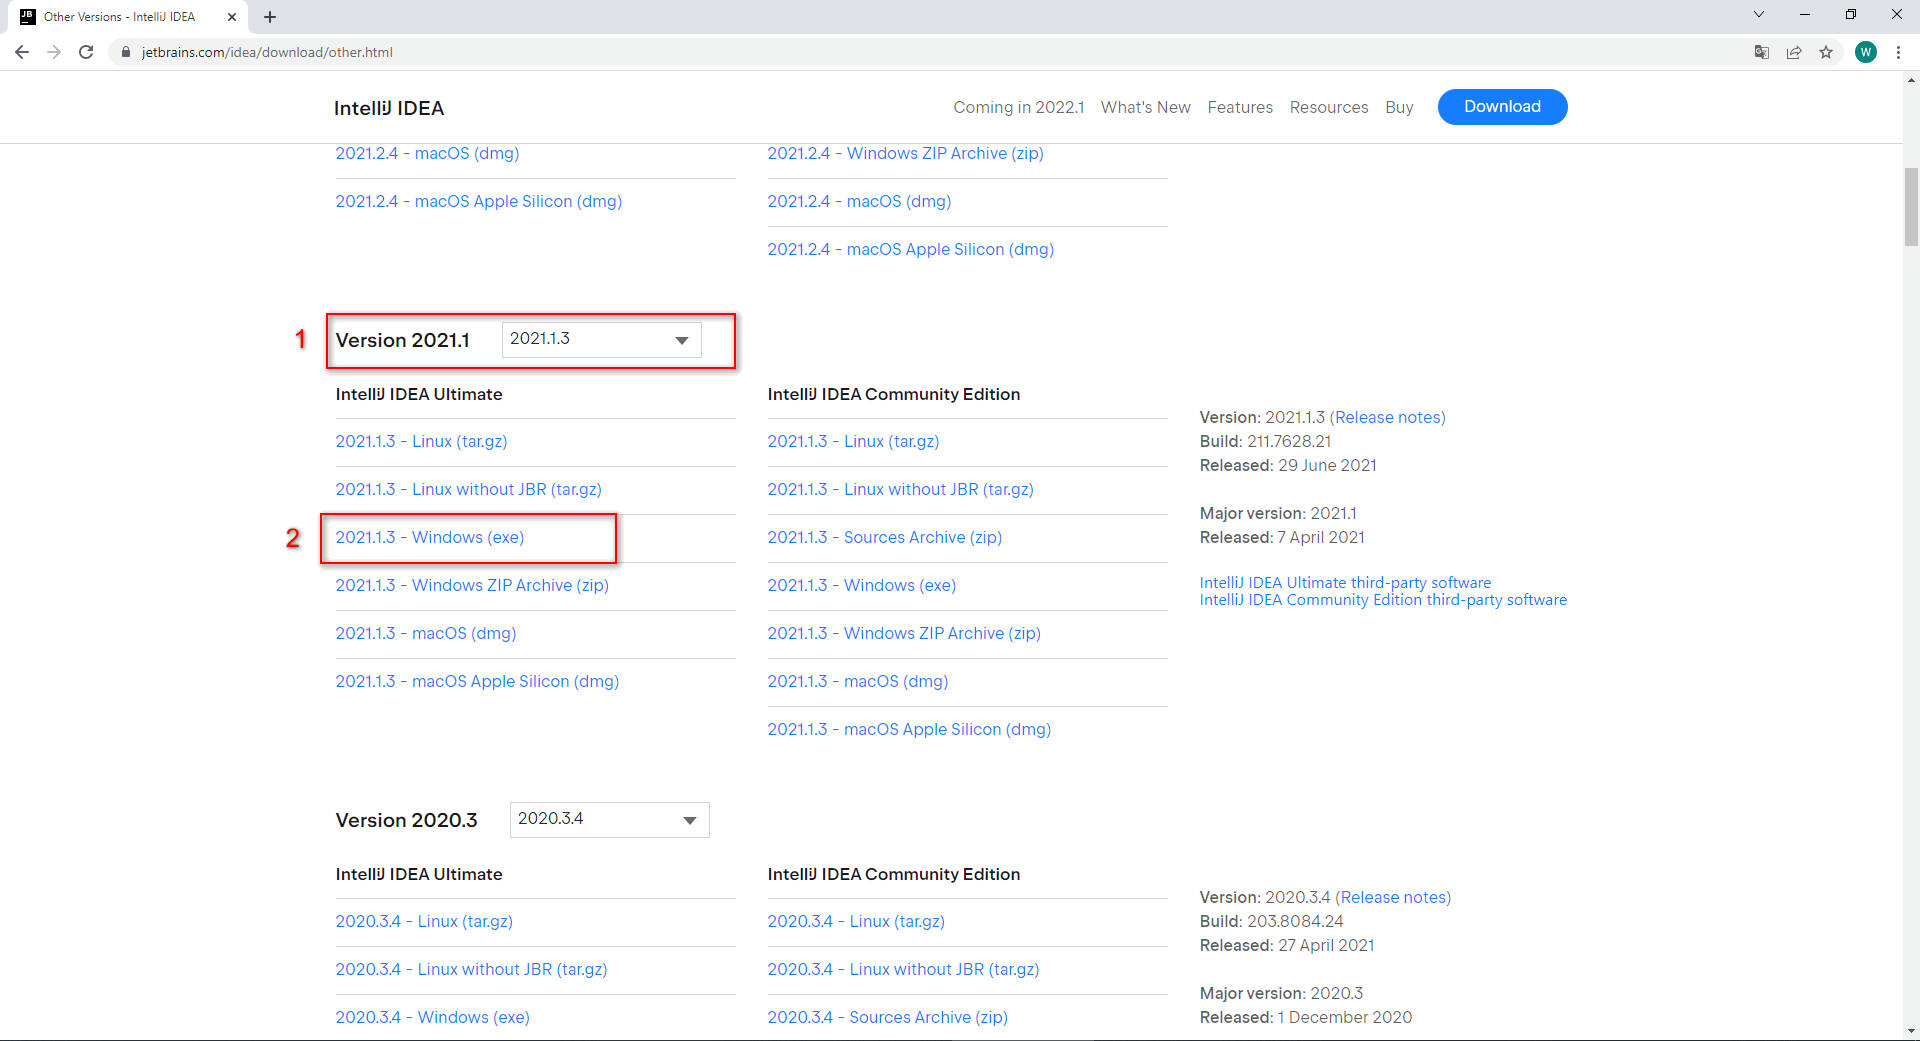 Other Versions - IntelliJ IDEA
jetbrains.com/idea/download/other.html
W
IntelliJ IDEA
Coming in 2022.1 What's New Features Resources Buy Download
2021.2.4 - macOS (dmg)
2021.2.4 - macOS Apple Silicon (dmg)
2021.2.4 - Windows ZIP Archive (zip)
2021.2.4 - macOS (dmg)
2021.2.4 - macOS Apple Silicon (dmg)
1
Version 2021.1 2021.1.3
IntelliJ IDEA Ultimate
2021.1.3 - Linux (tar.gz)
2021.1.3 - Linux without JBR (tar.gz)
2
2021.1.3 - Windows (exe)
2021.1.3 - Windows ZIP Archive (zip)
2021.1.3 - macOS (dmg)
2021.1.3 - macOS Apple Silicon (dmg)
IntelliJ IDEA Community Edition
2021.1.3 - Linux (tar.gz)
2021.1.3 - Linux without JBR (tar.gz)
2021.1.3 - Sources Archive (zip)
2021.1.3 - Windows (exe)
2021.1.3 - Windows ZIP Archive (zip)
2021.1.3 - macOS (dmg)
2021.1.3 - macOS Apple Silicon (dmg)
Version: 2021.1.3 (Release notes)
Build: 211.7628.21
Released: 29 June 2021
Major version: 2021.1
Released: 7 April 2021
IntelliJ IDEA Ultimate third-party software
IntelliJ IDEA Community Edition third-party software
Version 2020.3 2020.3.4
IntelliJ IDEA Ultimate
2020.3.4 - Linux (tar.gz)
2020.3.4 - Linux without JBR (tar.gz)
2020.3.4 - Windows (exe)
IntelliJ IDEA Community Edition
2020.3.4 - Linux (tar.gz)
2020.3.4 - Linux without JBR (tar.gz)
2020.3.4 - Sources Archive (zip)
Version: 2020.3.4 (Release notes)
Build: 203.8084.24
Released: 27 April 2021
Major version: 2020.3
Released: 1 December 2020